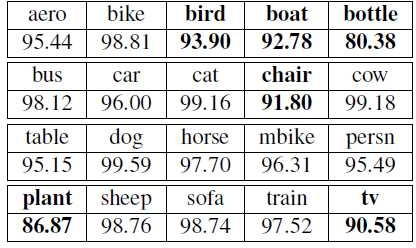 aero bike bird boat bottle
95.44 98.81 93.90 92.78 80.38
bus car cat chair cow
98.12 96.00 99.16 91.80 99.18
table dog horse mbike persn
95.15 99.59 97.70 96.31 95.49
plant sheep sofa train tv
86.87 98.76 98.74 97.52 90.58